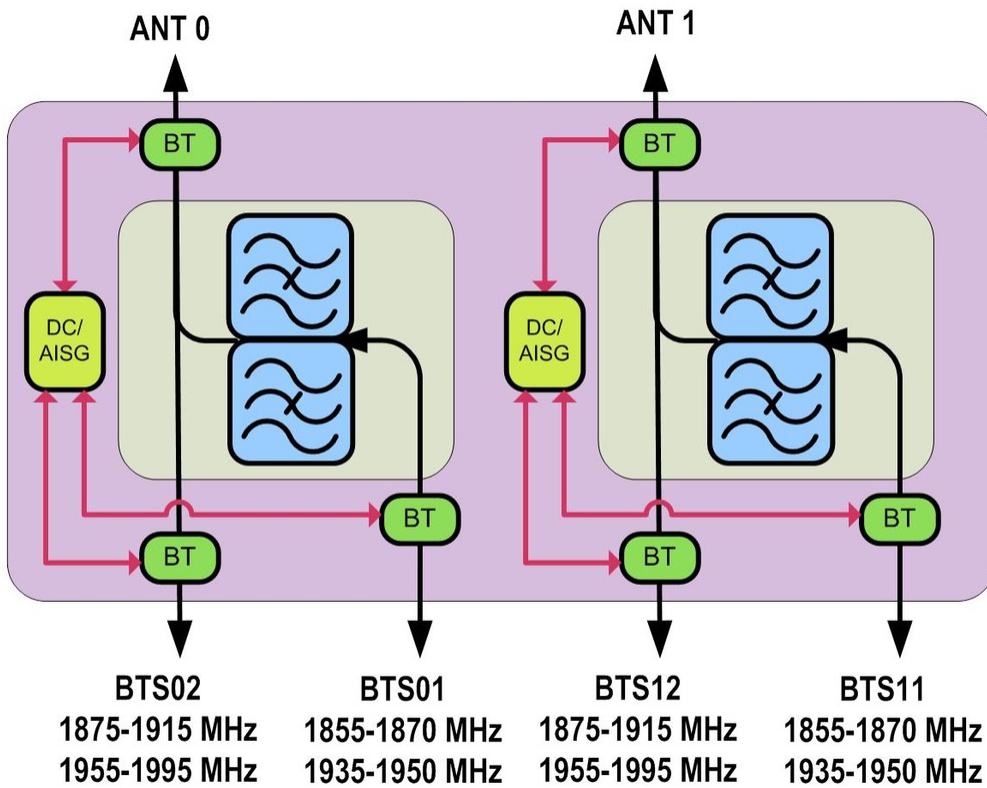 ANT 0
ANT 1
BT
BT
DC/
AISG
DC/
AISG
BT
BT
BT
BT
BTS02
1875-1915 MHz
1955-1995 MHz
BTS01
1855-1870 MHz
1935-1950 MHz
BTS12
1875-1915 MHz
1955-1995 MHz
BTS11
1855-1870 MHz
1935-1950 MHz